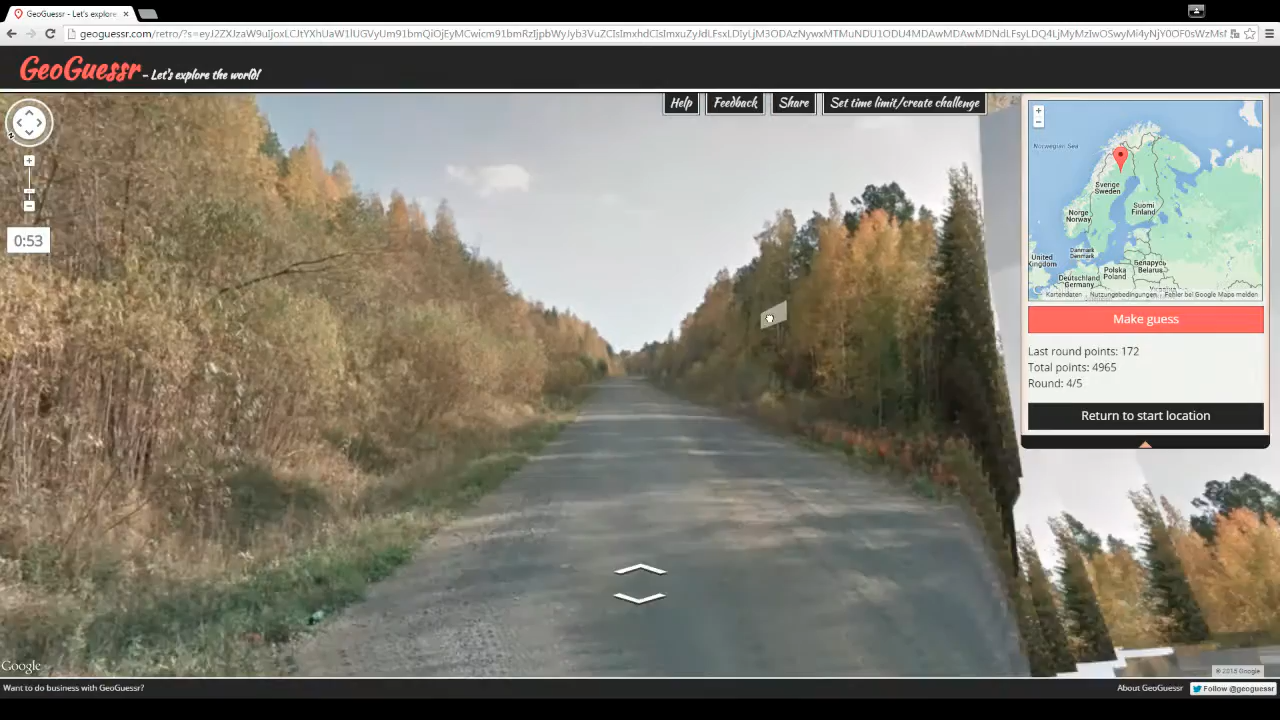 GeoGuessr - Let's explore
geoguessr.com/retro/?s=
GeoGuessr - Let's explore the world!
Help
Feedback
Share
Set time limit/create challenge
0:53
Norwegian Sea
Sverige
Sweden
Suomi
Finland
Norge
Norway
Danmark
Denmark
United
Kingdom
Polska
Poland
Беларусь
Belarus
Deutschland
Germany
Kartendaten
Nutzungsbedingungen
Fehler bei Google Maps melden
Make guess
Last round points: 172
Total points: 4965
Round: 4/5
Return to start location
Google
© 2015 Google
Want to do business with GeoGuessr?
About GeoGuessr
Follow @geoguessr